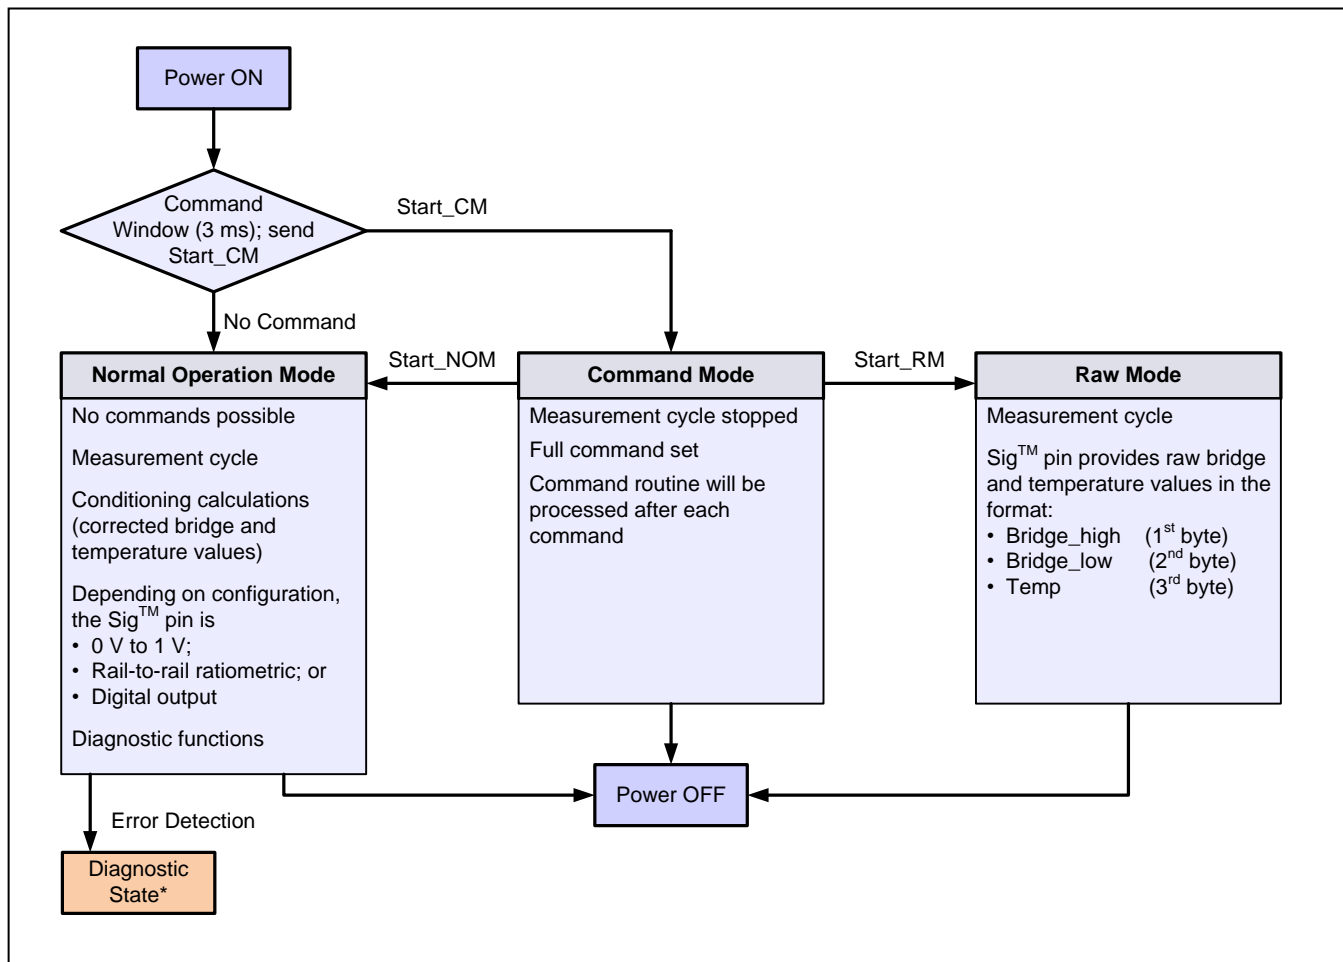 Power ON
Command
Window (3 ms); send
Start_CM
Start_CM
No Command
Normal Operation Mode
No commands possible
Measurement cycle
Conditioning calculations
(corrected bridge and
temperature values)
Depending on configuration,
the Sig™ pin is
• 0 V to 1 V;
• Rail-to-rail ratiometric; or
• Digital output
Diagnostic functions
Start_NOM
Command Mode
Measurement cycle stopped
Full command set
Command routine will be
processed after each
command
Start_RM
Raw Mode
Measurement cycle
Sig™ pin provides raw bridge
and temperature values in the
format:
• Bridge_high (1st byte)
• Bridge_low (2nd byte)
• Temp (3rd byte)
Power OFF
Error Detection
Diagnostic
State*